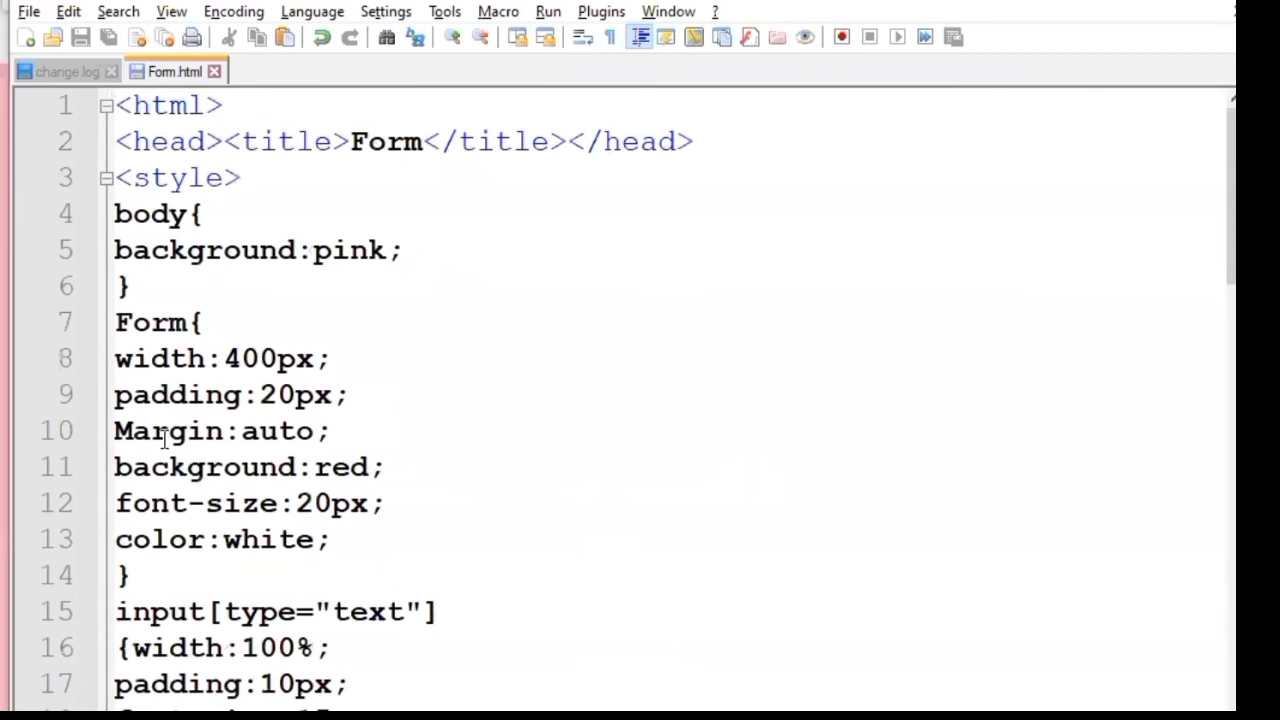 File Edit Search View Encoding Language Settings Tools Macro Run Plugins Window ?
change.log Form.html
1 <html>
2 <head><title>Form</title></head>
3 <style>
4 body{
5 background:pink;
6 }
7 Form{
8 width:400px;
9 padding:20px;
10 Margin:auto;
11 background:red;
12 font-size:20px;
13 color:white;
14 }
15 input[type="text"]
16 {width:100%;
17 padding:10px;